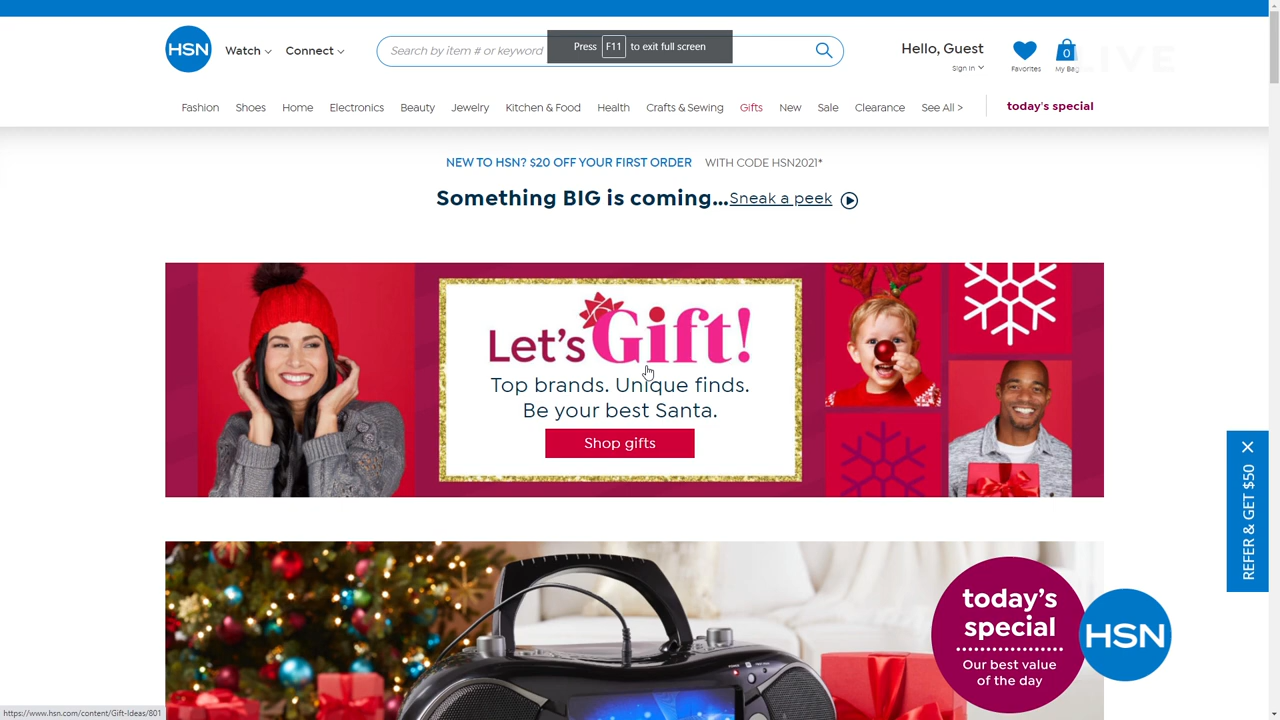 HSN
Watch
Connect
Search by item # or keyword
Press F11 to exit full screen
Hello, Guest
Sign in
Favorites
0
My Bag
LIVE
Fashion
Shoes
Home
Electronics
Beauty
Jewelry
Kitchen & Food
Health
Crafts & Sewing
Gifts
New
Sale
Clearance
See All >
today's special
NEW TO HSN? $20 OFF YOUR FIRST ORDER WITH CODE HSN2021*
Something BIG is coming...Sneak a peek
Let's Gift!
Top brands. Unique finds.
Be your best Santa.
Shop gifts
REFER & GET $50
today's
special
Our best value
of the day
HSN
https://www.hsn.com/content/Gift-Ideas/801